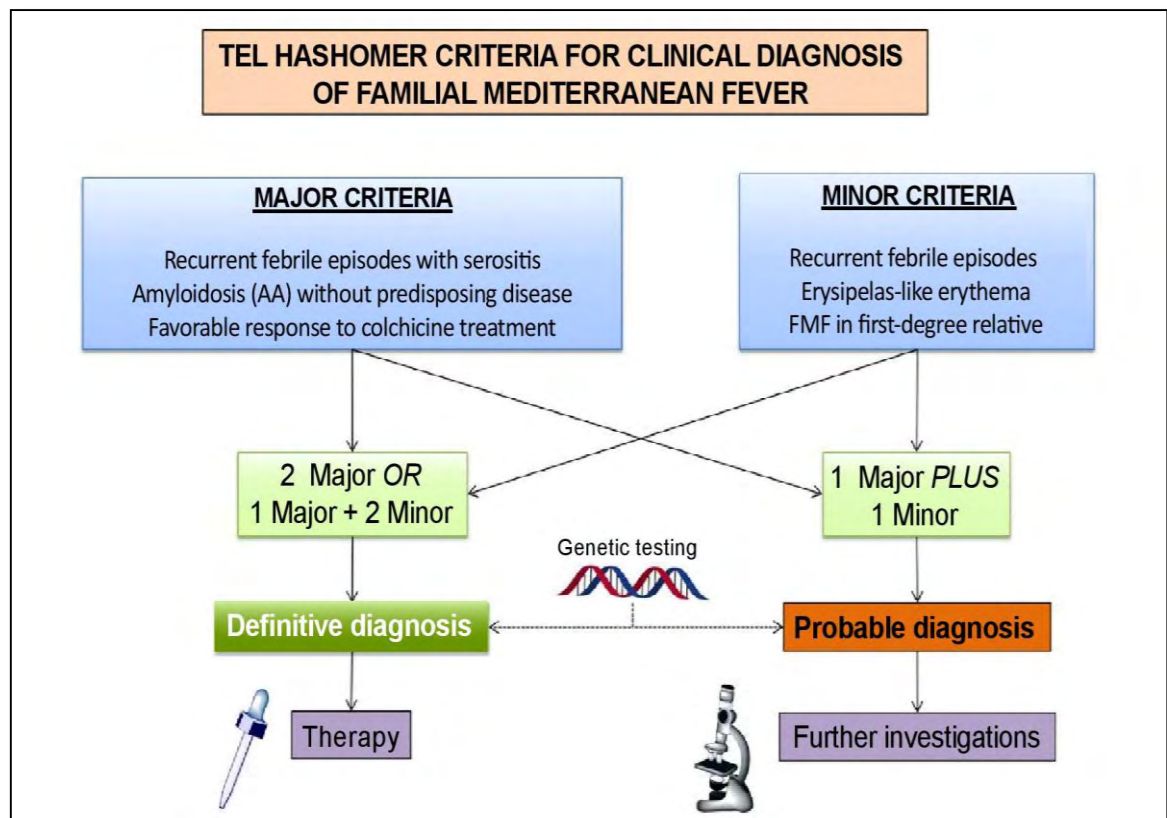 TEL HASHOMER CRITERIA FOR CLINICAL DIAGNOSIS
OF FAMILIAL MEDITERRANEAN FEVER
MAJOR CRITERIA
Recurrent febrile episodes with serositis
Amyloidosis (AA) without predisposing disease
Favorable response to colchicine treatment
MINOR CRITERIA
Recurrent febrile episodes
Erysipelas-like erythema
FMF in first-degree relative
2 Major OR
1 Major + 2 Minor
1 Major PLUS
1 Minor
Genetic testing
Definitive diagnosis
Probable diagnosis
Therapy
Further investigations